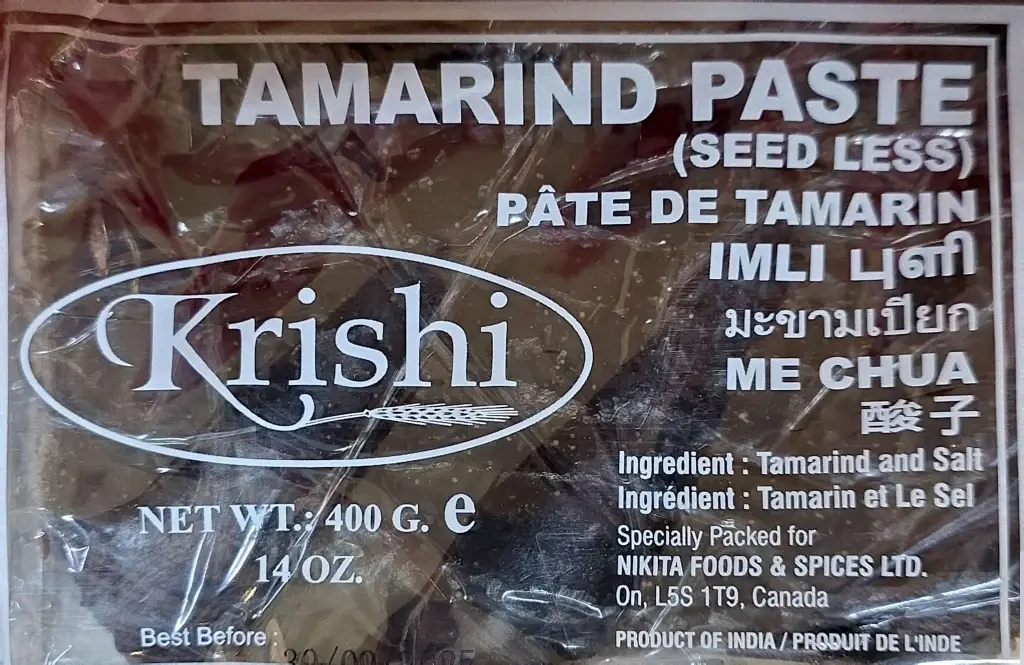 TAMARIND PASTE
(SEED LESS)
PÂTE DE TAMARIN
IMLI புளி
มะขามเปียก
ME CHUA
酸子
Krishi
Ingredient : Tamarind and Salt
Ingrédient : Tamarin et Le Sel
NET WT.: 400 G. e
14 OZ.
Specially Packed for
NIKITA FOODS & SPICES LTD.
On, L5S 1T9, Canada
Best Before :
PRODUCT OF INDIA / PRODUIT DE L'INDE